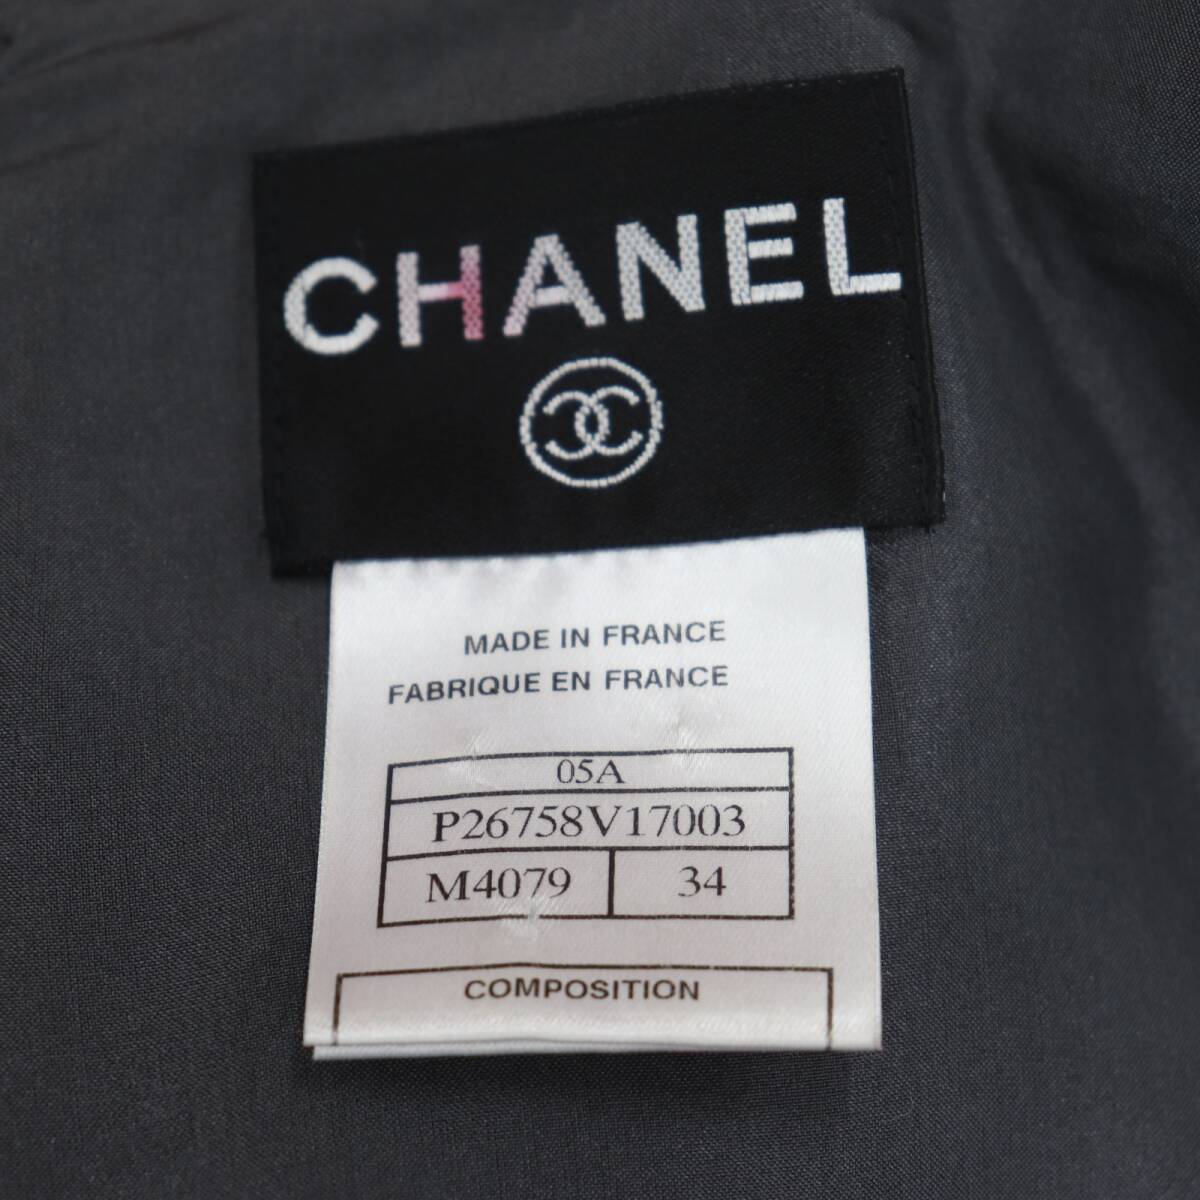 CHANEL
MADE IN FRANCE
FABRIQUE EN FRANCE
05A
P26758V17003
M4079 34
COMPOSITION